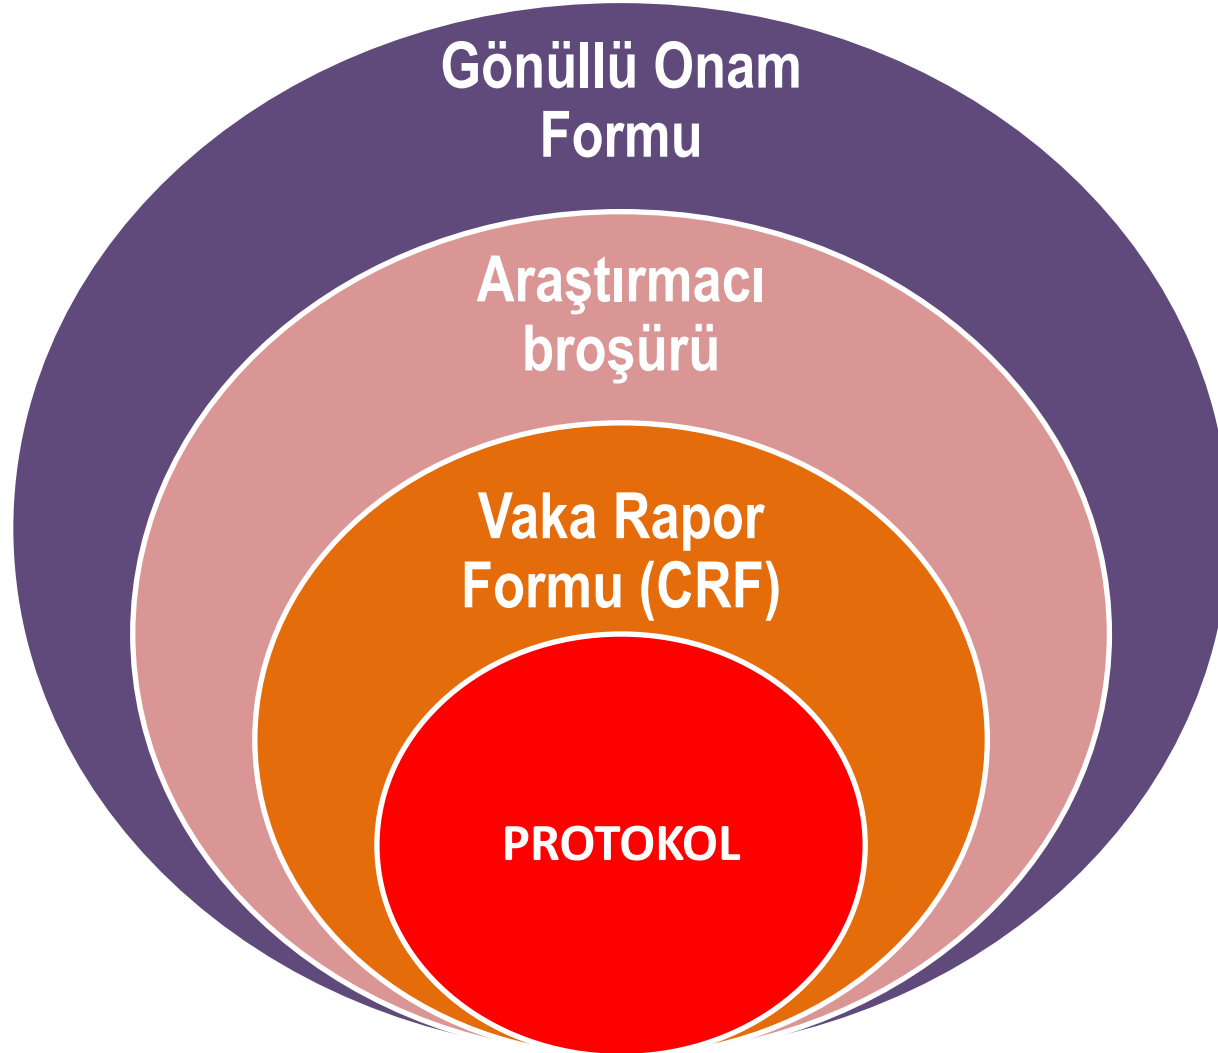 Gönüllü Onam
Formu
Araştırmacı
broşürü
Vaka Rapor
Formu (CRF)
PROTOKOL